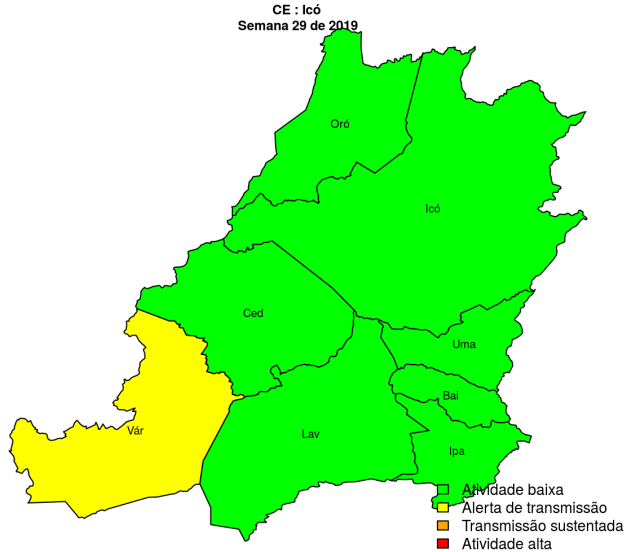 CE : Icó
Semana 29 de 2019
Oró
Icó
Ced
Uma
Bai
Vár
Lav
Ipa
Atividade baixa
Alerta de transmissão
Transmissão sustentada
Atividade alta